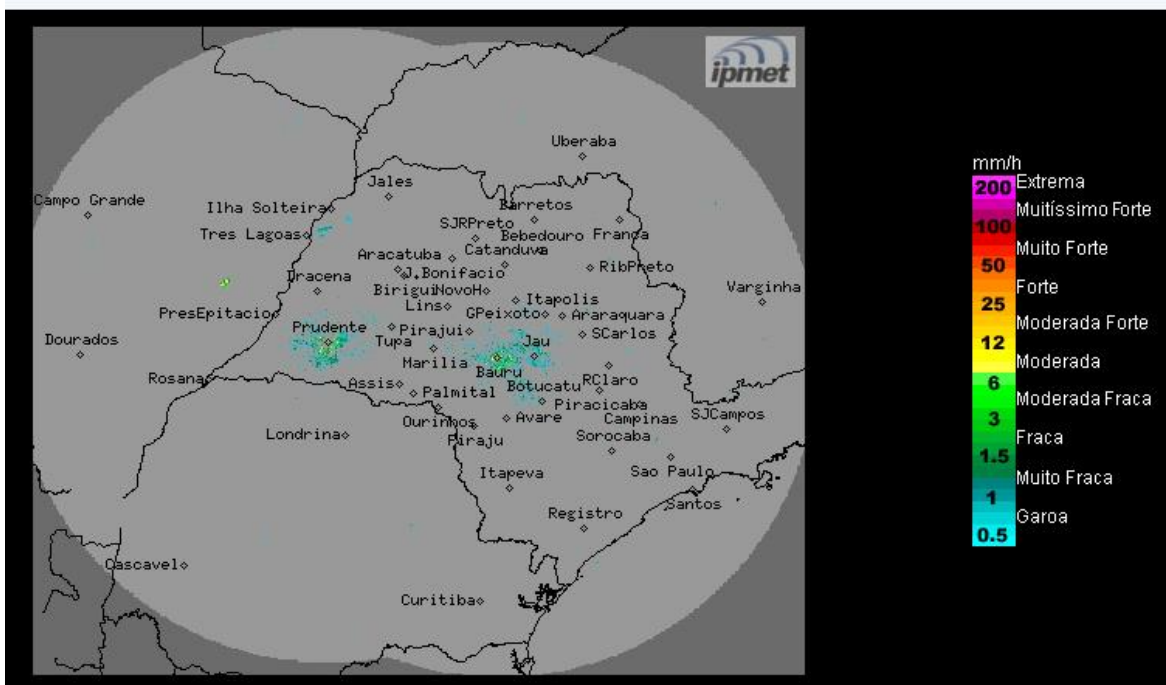 ipmet
Uberaba
Jales
Campo Grande
Ilha Solteira
Barretos
SJRPreto
Tres Lagoas
Bebedouro
Franca
Catanduva
Aracatuba
J.Bonifacio
RibPreto
Dracena
Birigui
NovoH
Varginha
Lins
Itapolis
PresEpitacio
GPeixoto
Araraquara
Prudente
Pirajui
SCarlos
Dourados
Tupa
Jau
Marilia
Bauru
Rosana
Assis
Botucatu
RClaro
Palmital
Piracicaba
Ourinhos
Avare
Campinas
SJCampos
Londrina
Piraju
Sorocaba
Itapeva
Sao Paulo
Santos
Registro
Cascavel
Curitiba
mm/h
200 Extrema
Muitíssimo Forte
100
Muito Forte
50
Forte
25
Moderada Forte
12
Moderada
6
Moderada Fraca
3
Fraca
1.5
Muito Fraca
1
Garoa
0.5